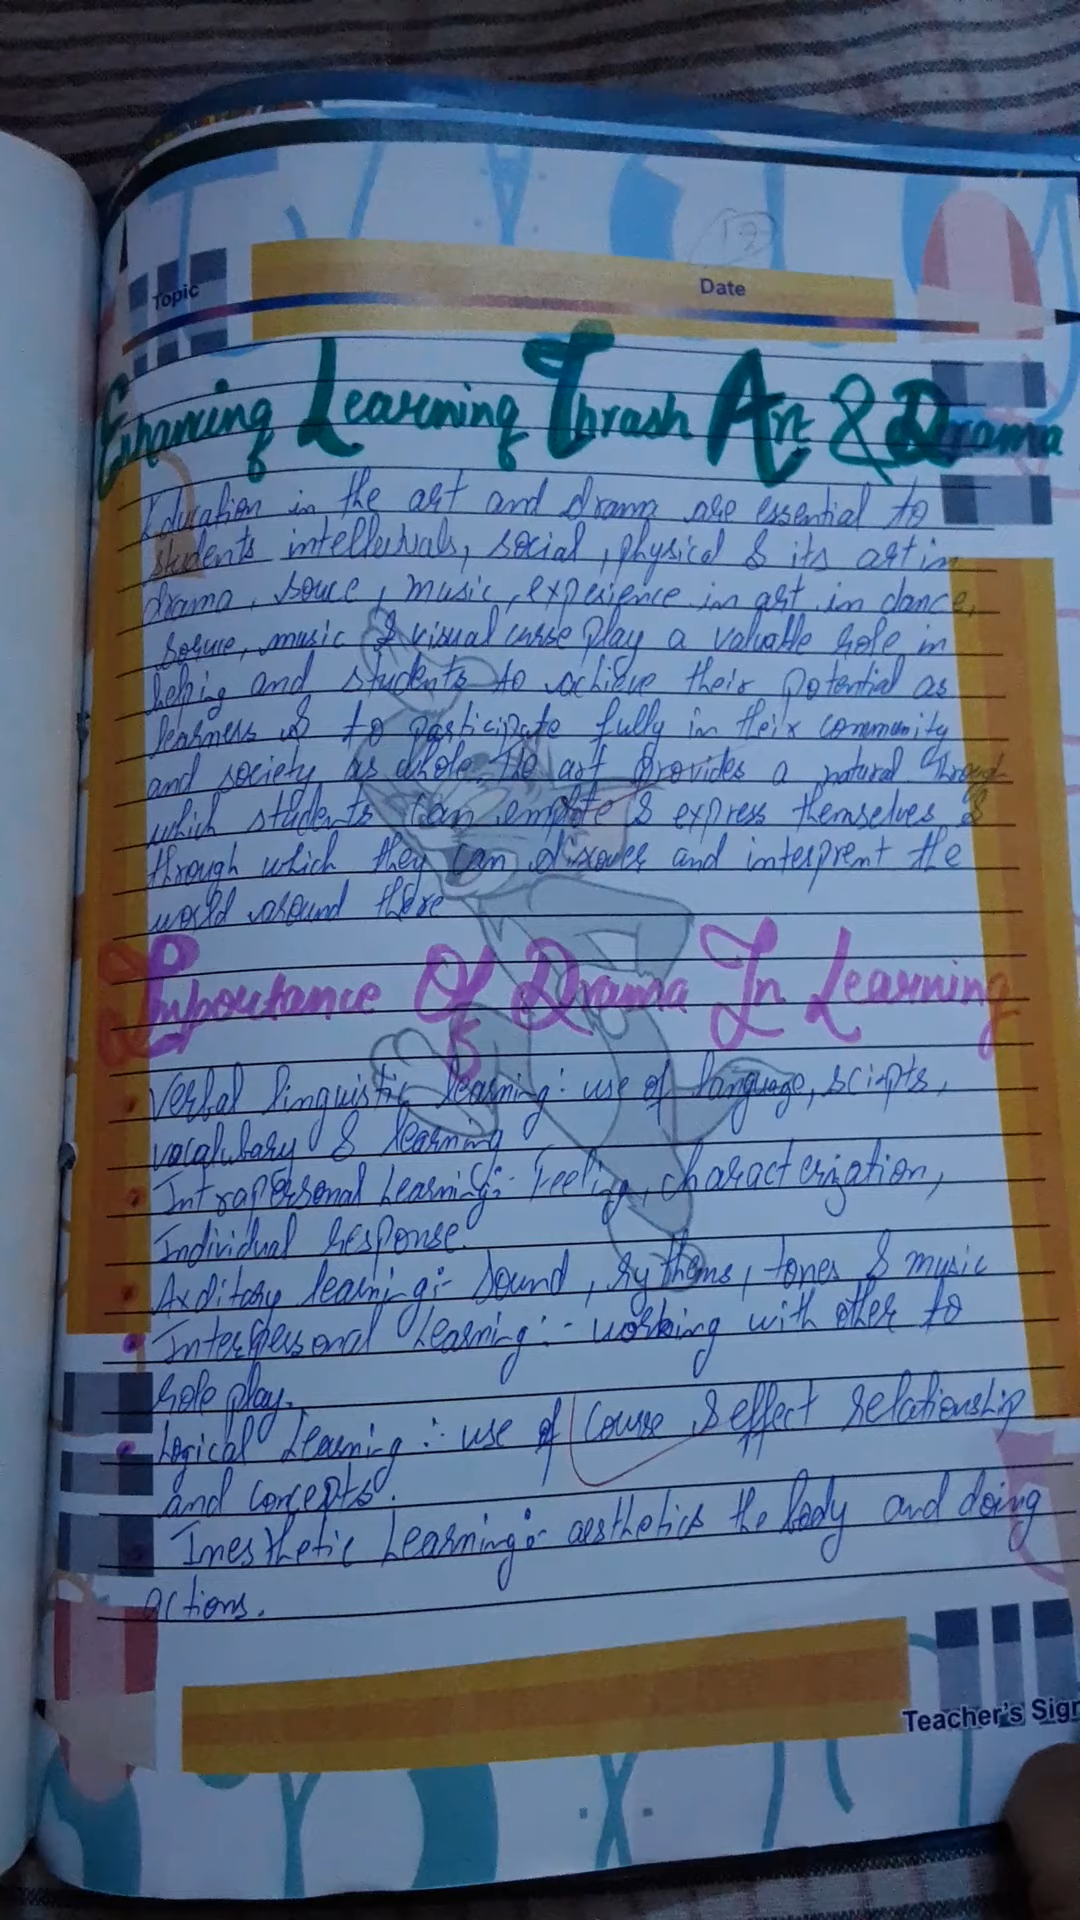 12
Topic
Date
Enhancing Learning Thrash Art & Drama
Education in the art and drama are essential to
students intellectuals, social, physical & its art in
drama, souce, music, experience in art in dance,
music & visual curse play a valuable role in
helping and students to achieve their potential as
learness & to participate fully in their community
and society as whole. The art provides a natural through
which students can emplote & express themselves &
through which they can discover and interprent the
world around there
Impoutance Of Drama In Learning
• Verbal linguistic learning: use of language, scirpts,
vocalubary & learning
• Intrapersonal Learning:- Feeling, characterization,
Individual response.
• Auditory learning:- Sound, rythems, tones & music
• Interpersonal Learning:- working with other to
role play.
• Logical Learning:- use of course & effect relationship
and concepts.
Inesthetic Learning:- aesthetics the body and doing
actions.
Teacher's Sign